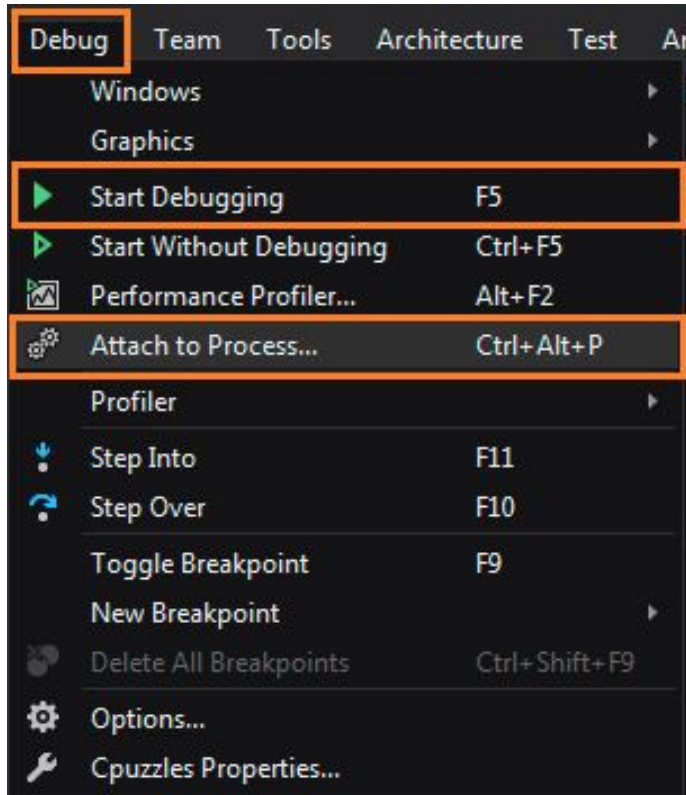 Debug Team Tools Architecture Test
Windows
Graphics
Start Debugging F5
Start Without Debugging Ctrl+F5
Performance Profiler... Alt+F2
Attach to Process... Ctrl+Alt+P
Profiler
Step Into F11
Step Over F10
Toggle Breakpoint F9
New Breakpoint
Delete All Breakpoints Ctrl+Shift+F9
Options...
Cpuzzles Properties...